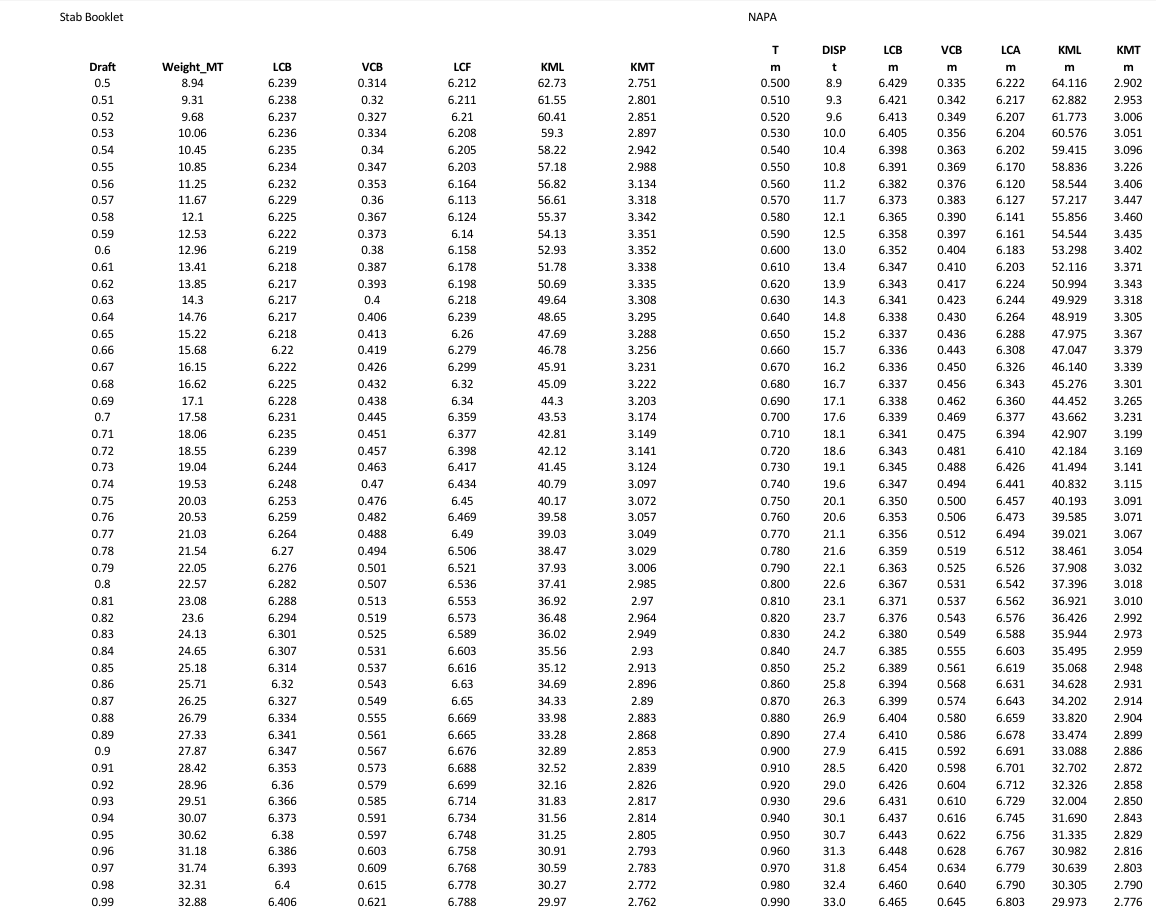 Stab Booklet NAPA
T DISP LCB VCB LCA KML KMT
Draft Weight_MT LCB VCB LCF KML KMT m t m m m m m
0.5 8.94 6.239 0.314 6.212 62.73 2.751 0.500 8.9 6.429 0.335 6.222 64.116 2.902
0.51 9.31 6.238 0.32 6.211 61.55 2.801 0.510 9.3 6.421 0.342 6.217 62.882 2.953
0.52 9.68 6.237 0.327 6.21 60.41 2.851 0.520 9.6 6.413 0.349 6.207 61.773 3.006
0.53 10.06 6.236 0.334 6.208 59.3 2.897 0.530 10.0 6.405 0.356 6.204 60.576 3.051
0.54 10.45 6.235 0.34 6.205 58.22 2.942 0.540 10.4 6.398 0.363 6.202 59.415 3.096
0.55 10.85 6.234 0.347 6.203 57.18 2.988 0.550 10.8 6.391 0.369 6.170 58.836 3.226
0.56 11.25 6.232 0.353 6.164 56.82 3.134 0.560 11.2 6.382 0.376 6.120 58.544 3.406
0.57 11.67 6.229 0.36 6.113 56.61 3.318 0.570 11.7 6.373 0.383 6.127 57.217 3.447
0.58 12.1 6.225 0.367 6.124 55.37 3.342 0.580 12.1 6.365 0.390 6.141 55.856 3.460
0.59 12.53 6.222 0.373 6.14 54.13 3.351 0.590 12.5 6.358 0.397 6.161 54.544 3.435
0.6 12.96 6.219 0.38 6.158 52.93 3.352 0.600 13.0 6.352 0.404 6.183 53.298 3.402
0.61 13.41 6.218 0.387 6.178 51.78 3.338 0.610 13.4 6.347 0.410 6.203 52.116 3.371
0.62 13.85 6.217 0.393 6.198 50.69 3.335 0.620 13.9 6.343 0.417 6.224 50.994 3.343
0.63 14.3 6.217 0.4 6.218 49.64 3.308 0.630 14.3 6.341 0.423 6.244 49.929 3.318
0.64 14.76 6.217 0.406 6.239 48.65 3.295 0.640 14.8 6.338 0.430 6.264 48.919 3.305
0.65 15.22 6.218 0.413 6.26 47.69 3.288 0.650 15.2 6.337 0.436 6.288 47.975 3.367
0.66 15.68 6.22 0.419 6.279 46.78 3.256 0.660 15.7 6.336 0.443 6.308 47.047 3.379
0.67 16.15 6.222 0.426 6.299 45.91 3.231 0.670 16.2 6.336 0.450 6.326 46.140 3.339
0.68 16.62 6.225 0.432 6.32 45.09 3.222 0.680 16.7 6.337 0.456 6.343 45.276 3.301
0.69 17.1 6.228 0.438 6.34 44.3 3.203 0.690 17.1 6.338 0.462 6.360 44.452 3.265
0.7 17.58 6.231 0.445 6.359 43.53 3.174 0.700 17.6 6.339 0.469 6.377 43.662 3.231
0.71 18.06 6.235 0.451 6.377 42.81 3.149 0.710 18.1 6.341 0.475 6.394 42.907 3.199
0.72 18.55 6.239 0.457 6.398 42.12 3.141 0.720 18.6 6.343 0.481 6.410 42.184 3.169
0.73 19.04 6.244 0.463 6.417 41.45 3.124 0.730 19.1 6.345 0.488 6.426 41.494 3.141
0.74 19.53 6.248 0.47 6.434 40.79 3.097 0.740 19.6 6.347 0.494 6.441 40.832 3.115
0.75 20.03 6.253 0.476 6.45 40.17 3.072 0.750 20.1 6.350 0.500 6.457 40.193 3.091
0.76 20.53 6.259 0.482 6.469 39.58 3.057 0.760 20.6 6.353 0.506 6.473 39.585 3.071
0.77 21.03 6.264 0.488 6.49 39.03 3.049 0.770 21.1 6.356 0.512 6.494 39.021 3.067
0.78 21.54 6.27 0.494 6.506 38.47 3.029 0.780 21.6 6.359 0.519 6.512 38.461 3.054
0.79 22.05 6.276 0.501 6.521 37.93 3.006 0.790 22.1 6.363 0.525 6.526 37.908 3.032
0.8 22.57 6.282 0.507 6.536 37.41 2.985 0.800 22.6 6.367 0.531 6.542 37.396 3.018
0.81 23.08 6.288 0.513 6.553 36.92 2.97 0.810 23.1 6.371 0.537 6.562 36.921 3.010
0.82 23.6 6.294 0.519 6.573 36.48 2.964 0.820 23.7 6.376 0.543 6.576 36.426 2.992
0.83 24.13 6.301 0.525 6.589 36.02 2.949 0.830 24.2 6.380 0.549 6.588 35.944 2.973
0.84 24.65 6.307 0.531 6.603 35.56 2.93 0.840 24.7 6.385 0.555 6.603 35.495 2.959
0.85 25.18 6.314 0.537 6.616 35.12 2.913 0.850 25.2 6.389 0.561 6.619 35.068 2.948
0.86 25.71 6.32 0.543 6.63 34.69 2.896 0.860 25.8 6.394 0.568 6.631 34.628 2.931
0.87 26.25 6.327 0.549 6.65 34.33 2.89 0.870 26.3 6.399 0.574 6.643 34.202 2.914
0.88 26.79 6.334 0.555 6.669 33.98 2.883 0.880 26.9 6.404 0.580 6.659 33.820 2.904
0.89 27.33 6.341 0.561 6.665 33.28 2.868 0.890 27.4 6.410 0.586 6.678 33.474 2.899
0.9 27.87 6.347 0.567 6.676 32.89 2.853 0.900 27.9 6.415 0.592 6.691 33.088 2.886
0.91 28.42 6.353 0.573 6.688 32.52 2.839 0.910 28.5 6.420 0.598 6.701 32.702 2.872
0.92 28.96 6.36 0.579 6.699 32.16 2.826 0.920 29.0 6.426 0.604 6.712 32.326 2.858
0.93 29.51 6.366 0.585 6.714 31.83 2.817 0.930 29.6 6.431 0.610 6.729 32.004 2.850
0.94 30.07 6.373 0.591 6.734 31.56 2.814 0.940 30.1 6.437 0.616 6.745 31.690 2.843
0.95 30.62 6.38 0.597 6.748 31.25 2.805 0.950 30.7 6.443 0.622 6.756 31.335 2.829
0.96 31.18 6.386 0.603 6.758 30.91 2.793 0.960 31.3 6.448 0.628 6.767 30.982 2.816
0.97 31.74 6.393 0.609 6.768 30.59 2.783 0.970 31.8 6.454 0.634 6.779 30.639 2.803
0.98 32.31 6.4 0.615 6.778 30.27 2.772 0.980 32.4 6.460 0.640 6.790 30.305 2.790
0.99 32.88 6.406 0.621 6.788 29.97 2.762 0.990 33.0 6.465 0.645 6.803 29.973 2.776